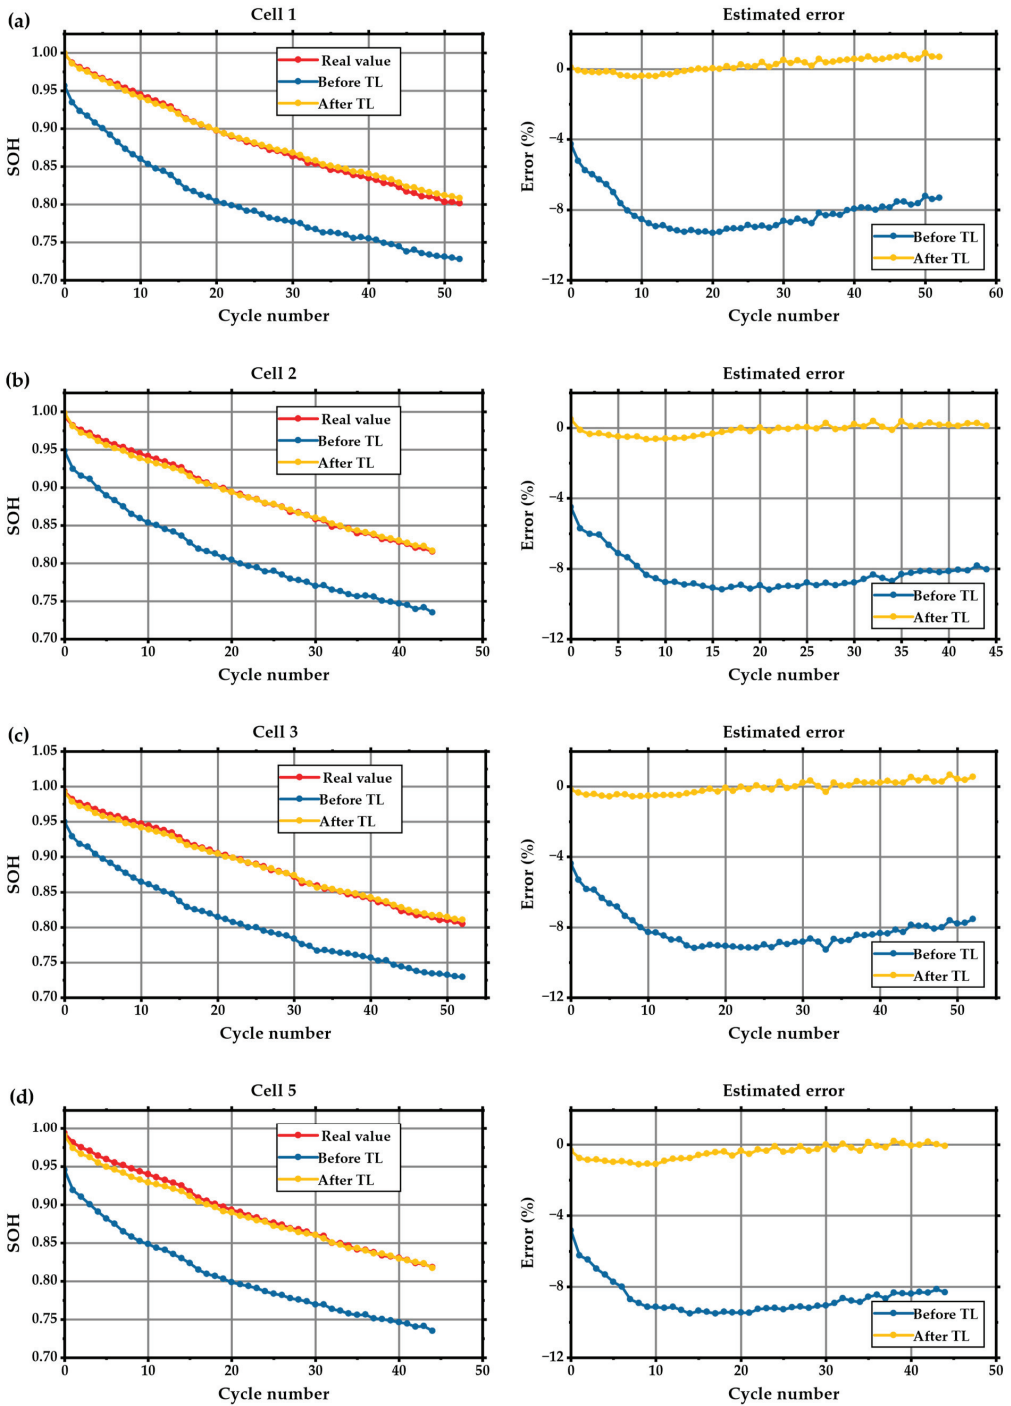 (a)
Cell 1
SOH
1.00
0.95
0.90
0.85
0.80
0.75
0.70
Real value
Before TL
After TL
0 10 20 30 40 50
Cycle number
Estimated error
Error (%)
0
−4
−8
−12
Before TL
After TL
0 10 20 30 40 50 60
Cycle number
(b)
Cell 2
SOH
1.00
0.95
0.90
0.85
0.80
0.75
0.70
Real value
Before TL
After TL
0 10 20 30 40 50
Cycle number
Estimated error
Error (%)
0
−4
−8
−12
Before TL
After TL
0 5 10 15 20 25 30 35 40 45
Cycle number
(c)
Cell 3
SOH
1.05
1.00
0.95
0.90
0.85
0.80
0.75
0.70
Real value
Before TL
After TL
0 10 20 30 40 50
Cycle number
Estimated error
Error (%)
0
−4
−8
−12
Before TL
After TL
0 10 20 30 40 50
Cycle number
(d)
Cell 5
SOH
1.00
0.95
0.90
0.85
0.80
0.75
0.70
Real value
Before TL
After TL
0 10 20 30 40 50
Cycle number
Estimated error
Error (%)
0
−4
−8
−12
Before TL
After TL
0 10 20 30 40 50
Cycle number